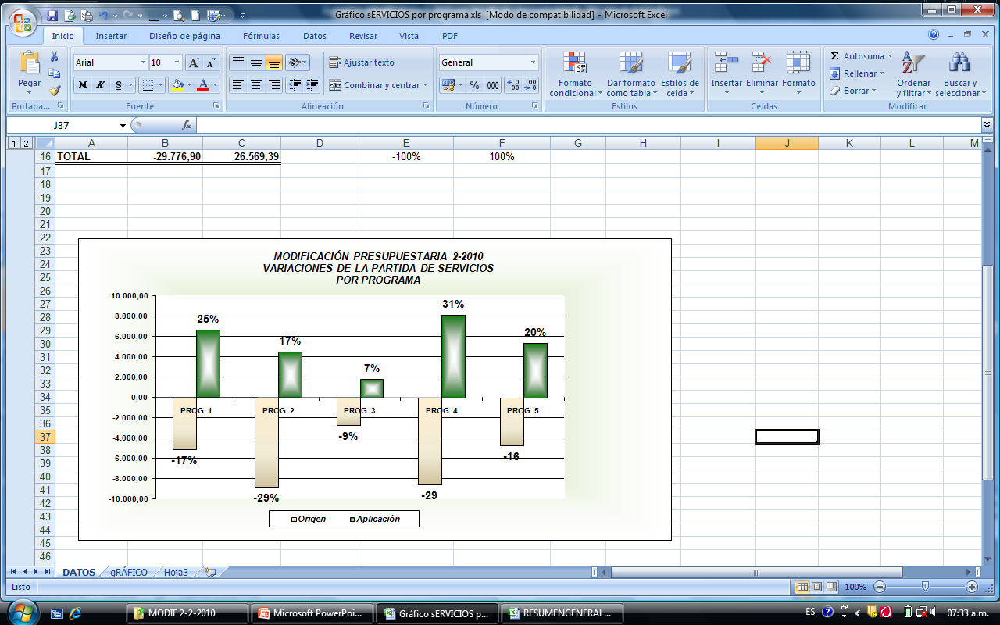 Gráfico sERVICIOS por programa.xls [Modo de compatibilidad] - Microsoft Excel
Inicio Insertar Diseño de página Fórmulas Datos Revisar Vista PDF
Pegar
Portapa...
Arial 10
N K S
Fuente
Ajustar texto
Combinar y centrar
Alineación
General
% 000
Número
Formato condicional
Dar formato como tabla
Estilos de celda
Estilos
Insertar Eliminar Formato
Celdas
Autosuma
Rellenar
Borrar
Ordenar y filtrar
Buscar y seleccionar
Modificar
J37 fx
1 2 A B C D E F G H I J K L M
16 TOTAL -29.776,90 26.569,39 -100% 100%
17
18
19
20
21
22
23
24
25
26
27
28
29
30
31
32
33
34
35
36
37
38
39
40
41
42
43
44
45
46
MODIFICACIÓN PRESUPUESTARIA 2-2010
VARIACIONES DE LA PARTIDA DE SERVICIOS
POR PROGRAMA
10.000,00
8.000,00
6.000,00
4.000,00
2.000,00
0,00
-2.000,00
-4.000,00
-6.000,00
-8.000,00
-10.000,00
25% 17% 7% 31% 20%
PROG. 1 PROG. 2 PROG. 3 PROG. 4 PROG. 5
-17% -29% -9% -29 -16
Origen Aplicación
DATOS gRÁFICO Hoja3
Listo 100%
MODIF 2-2-2010 Microsoft PowerPoi... Gráfico sERVICIOS p... RESUMENGENERAL... ES 07:33 a.m.